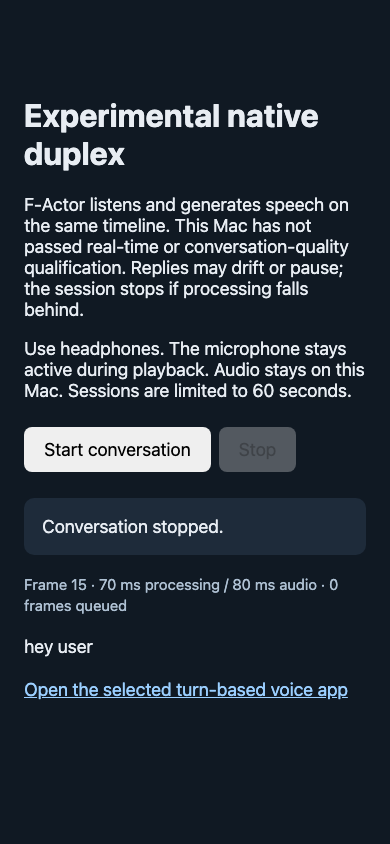 Experimental native
duplex
F-Actor listens and generates speech on
the same timeline. This Mac has not
passed real-time or conversation-quality
qualification. Replies may drift or pause;
the session stops if processing falls
behind.
Use headphones. The microphone stays
active during playback. Audio stays on this
Mac. Sessions are limited to 60 seconds.
Start conversation Stop
Conversation stopped.
Frame 15 · 70 ms processing / 80 ms audio · 0
frames queued
hey user
Open the selected turn-based voice app